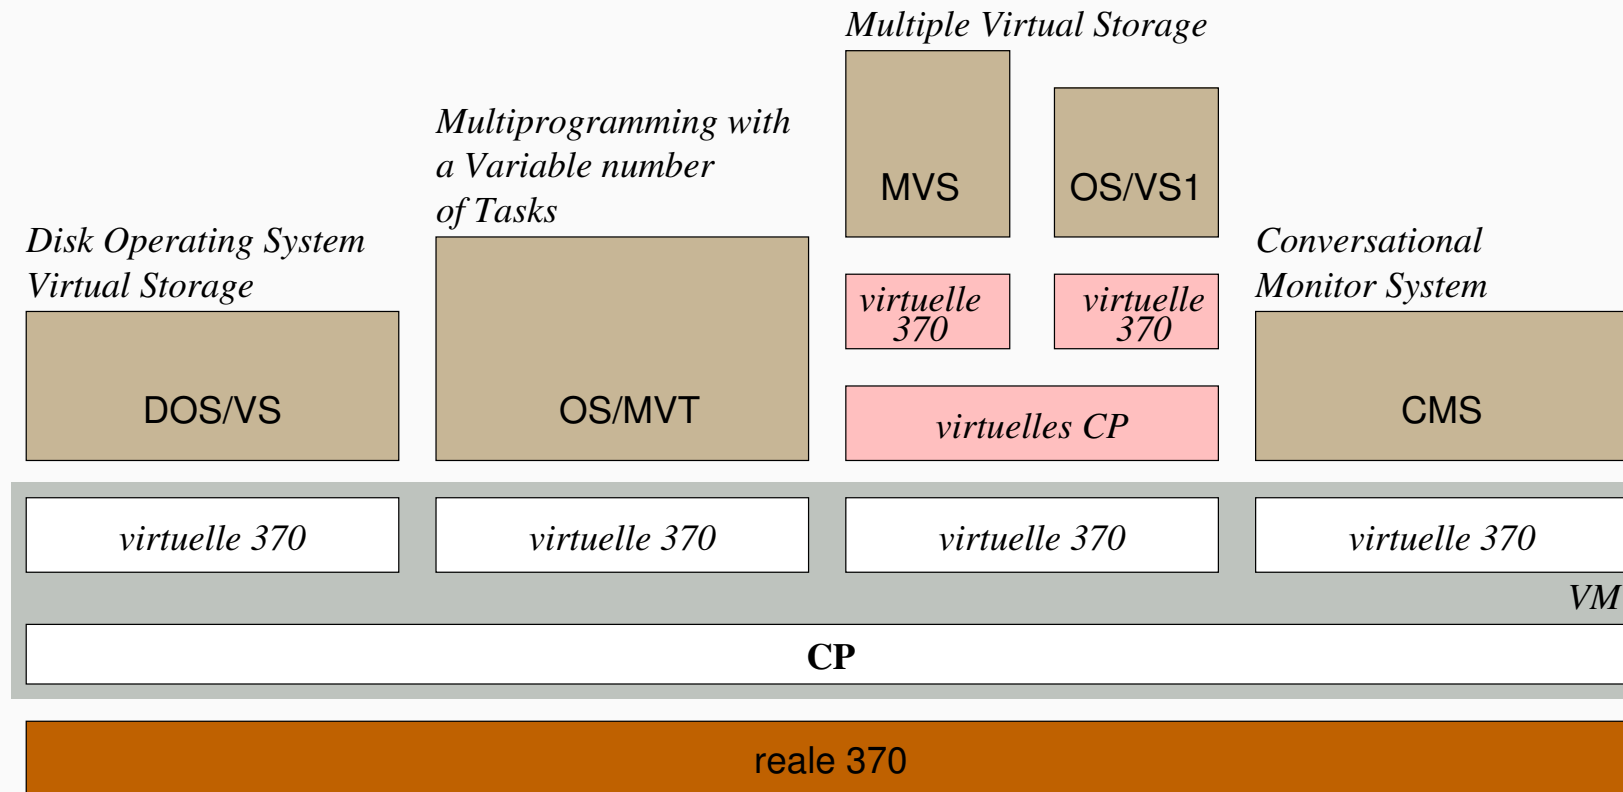 Multiple Virtual Storage
Multiprogramming with
a Variable number
of Tasks
MVS
OS/VS1
Disk Operating System
Virtual Storage
Conversational
Monitor System
virtuelle
370
virtuelle
370
DOS/VS
OS/MVT
virtuelles CP
CMS
virtuelle 370
virtuelle 370
virtuelle 370
virtuelle 370
VM
CP
reale 370